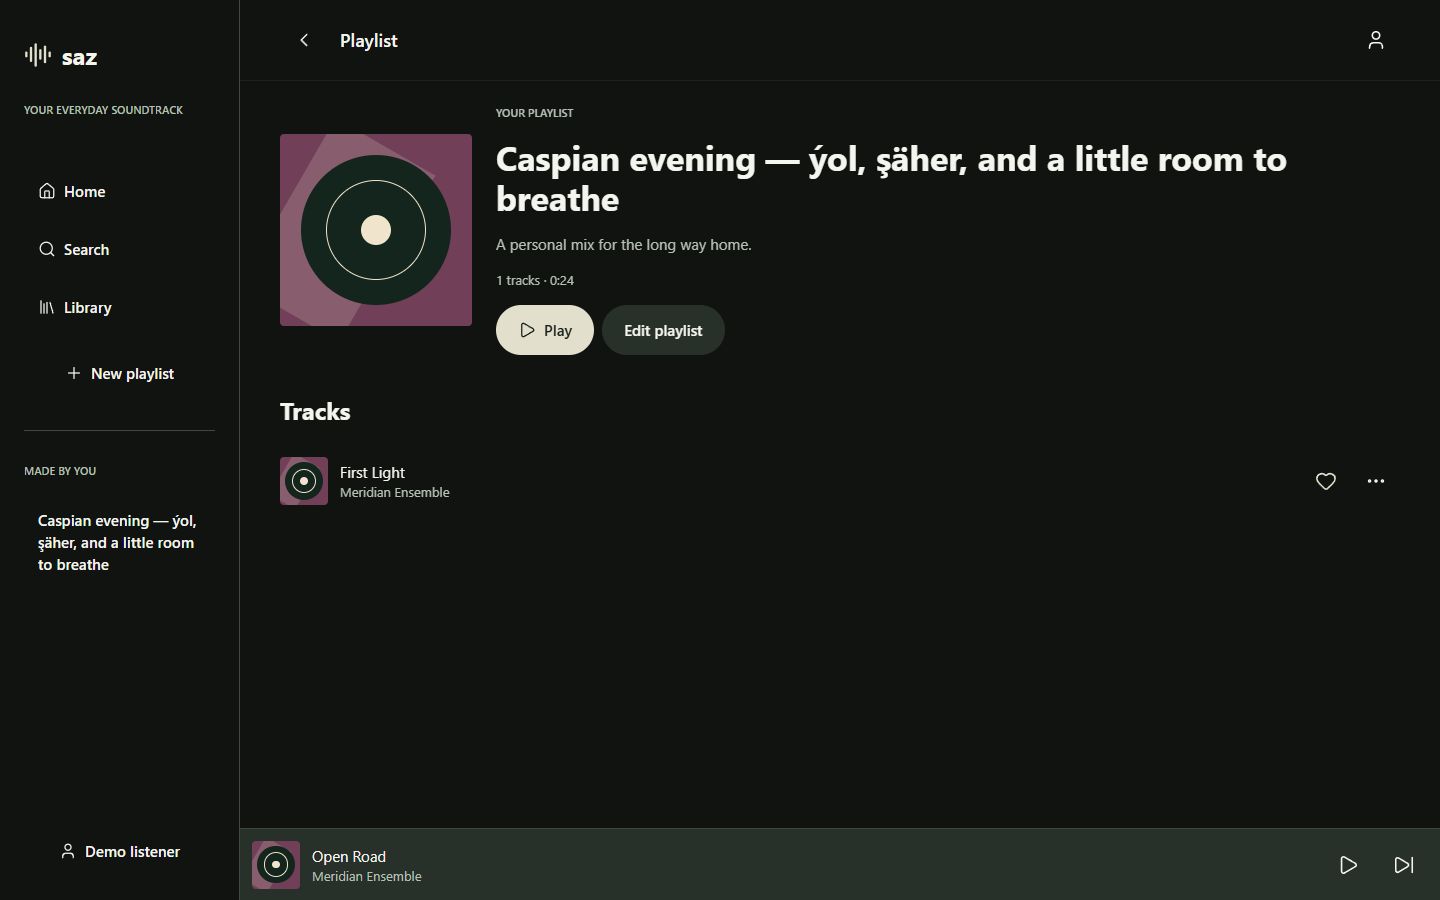 saz
YOUR EVERYDAY SOUNDTRACK
Home
Search
Library
New playlist
MADE BY YOU
Caspian evening — ýol,
şäher, and a little room
to breathe
Demo listener
Playlist
YOUR PLAYLIST
Caspian evening — ýol, şäher, and a little room to
breathe
A personal mix for the long way home.
1 tracks · 0:24
Play
Edit playlist
Tracks
First Light
Meridian Ensemble
Open Road
Meridian Ensemble